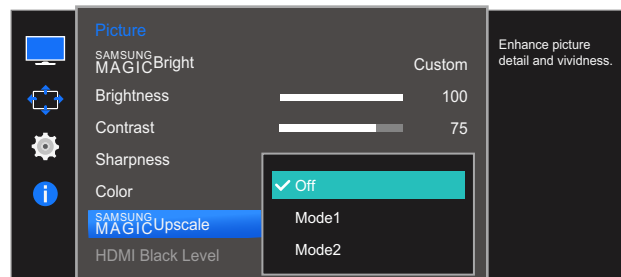 Picture
SAMSUNG
MAGICBright Custom
Brightness 100
Contrast 75
Sharpness
Color
SAMSUNG
MAGICUpscale
HDMI Black Level
Off
Mode1
Mode2
Enhance picture
detail and vividness.